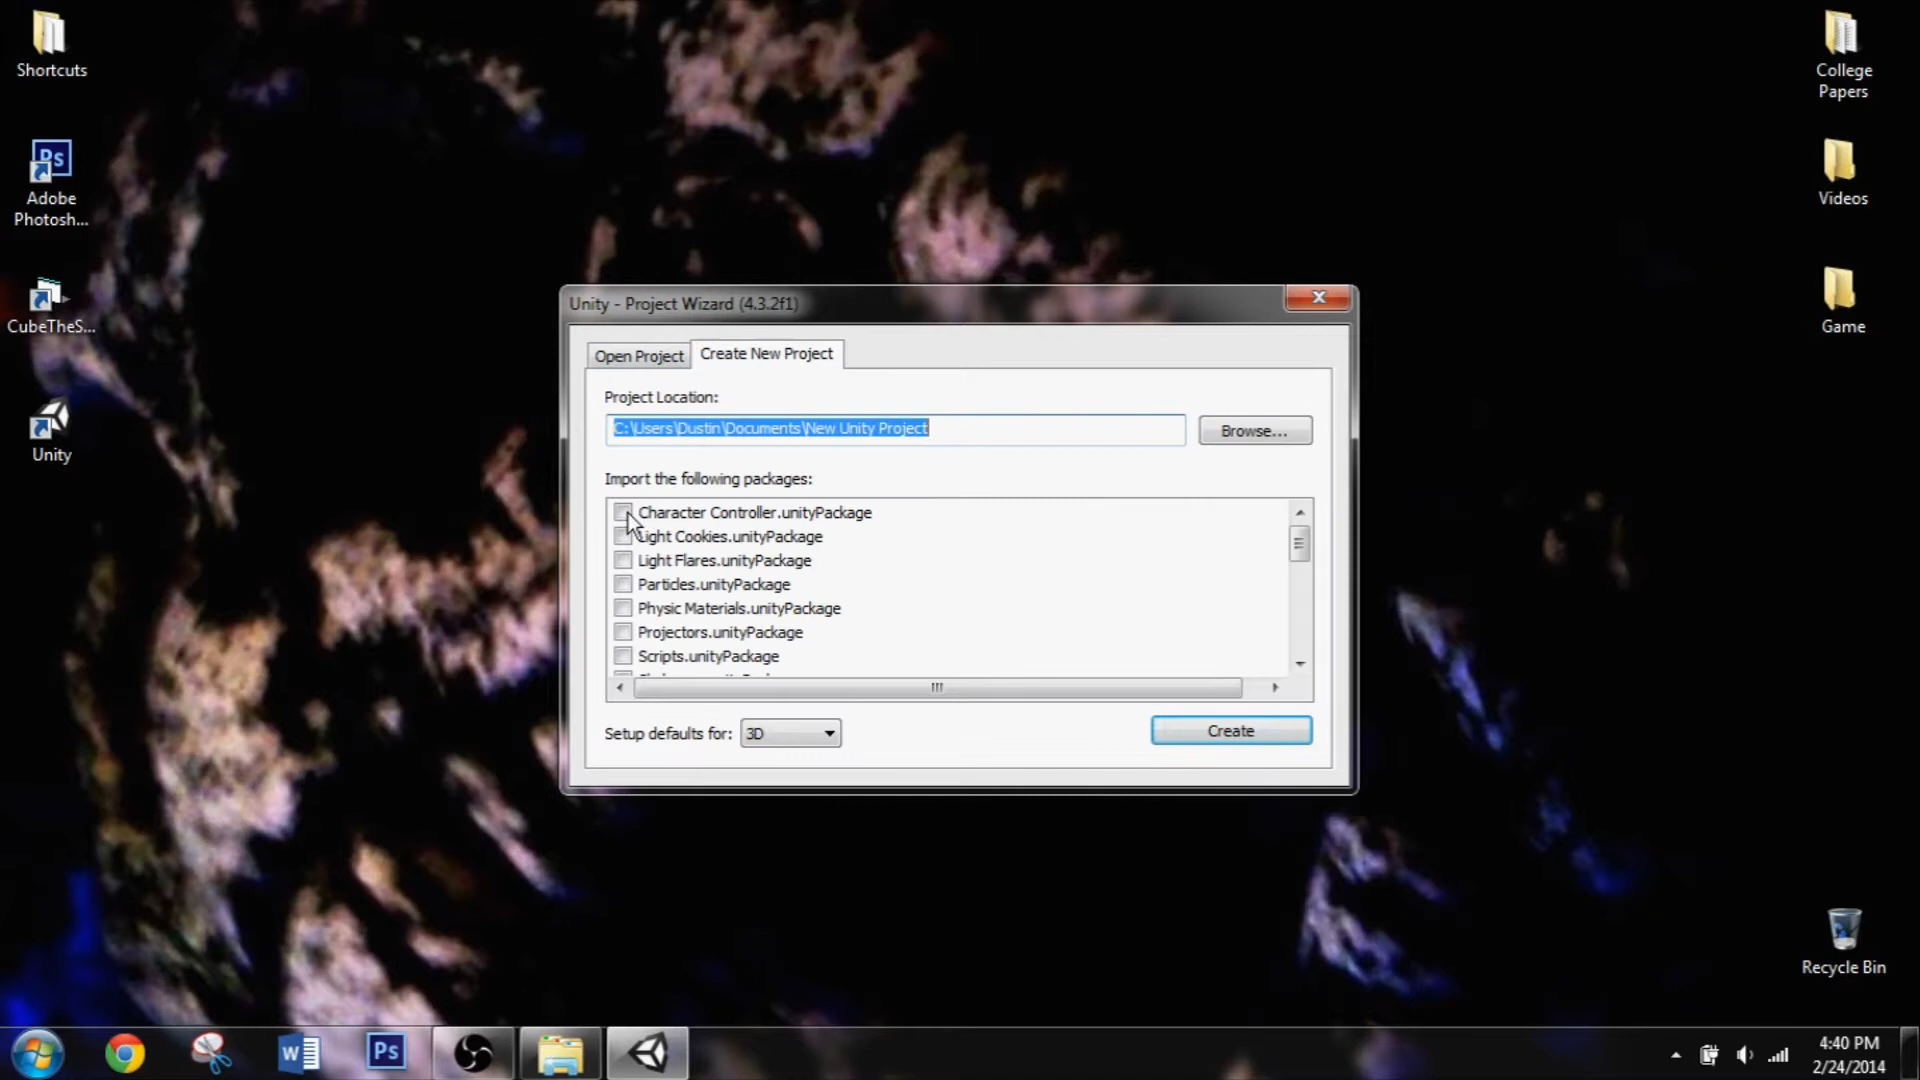 Shortcuts
Adobe
Photosh...
CubeTheS...
Unity
College
Papers
Videos
Game
Recycle Bin
Unity - Project Wizard (4.3.2f1)
Open Project
Create New Project
Project Location:
C:\Users\Dustin\Documents\New Unity Project
Browse...
Import the following packages:
Character Controller.unityPackage
Light Cookies.unityPackage
Light Flares.unityPackage
Particles.unityPackage
Physic Materials.unityPackage
Projectors.unityPackage
Scripts.unityPackage
Setup defaults for: 3D
Create
Ps
W
Ps
4:40 PM
2/24/2014